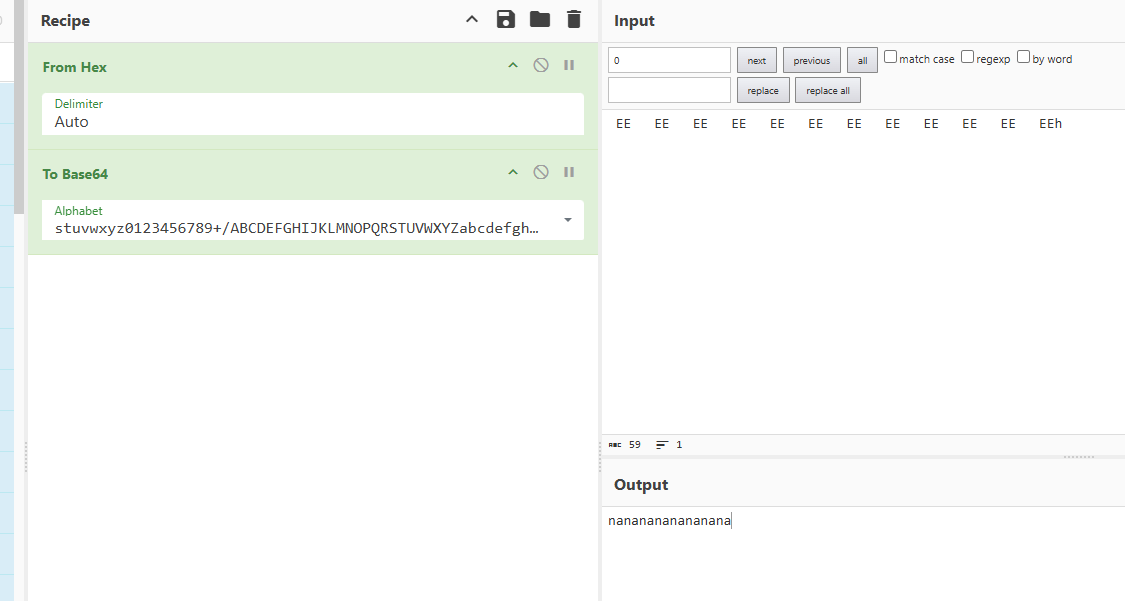 Recipe
From Hex
Delimiter
Auto
To Base64
Alphabet
stuvwxyz0123456789+/ABCDEFGHIJKLMNOPQRSTUVWXYZabcdefgh…
Input
0 next previous all match case regexp by word
replace replace all
EE EE EE EE EE EE EE EE EE EE EE EEh
ABC 59 1
Output
nananananananana